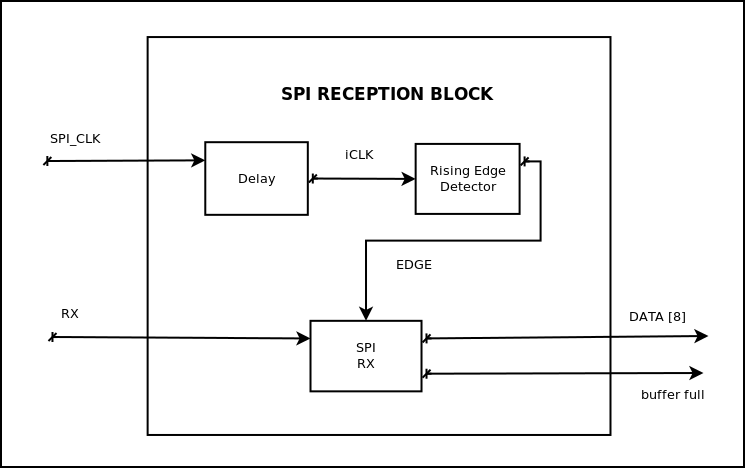 SPI RECEPTION BLOCK
SPI_CLK
iCLK
Delay
Rising Edge
Detector
EDGE
RX
DATA [8]
SPI
RX
buffer full